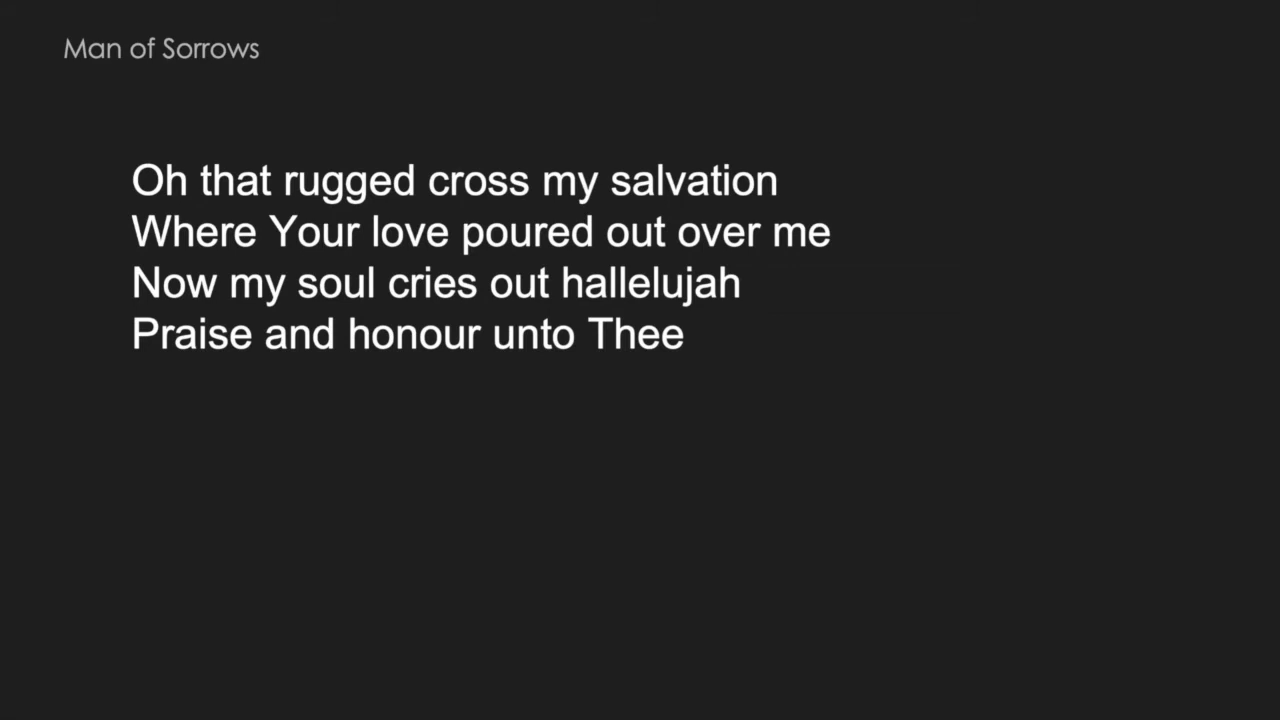 Man of Sorrows
Oh that rugged cross my salvation
Where Your love poured out over me
Now my soul cries out hallelujah
Praise and honour unto Thee